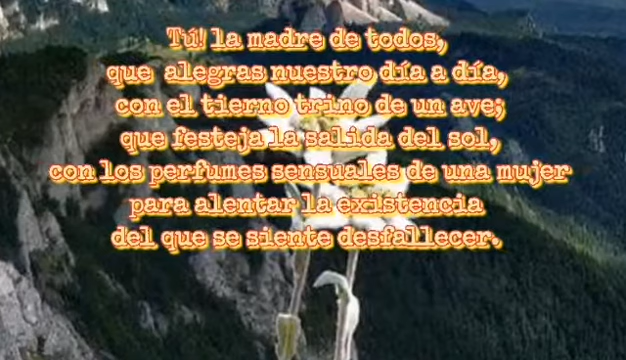 Tú! la madre de todos,
que alegras nuestro día a día,
con el tierno trino de un ave;
que festeja la salida del sol,
con los perfumes sensuales de una mujer
para alentar la existencia
del que se siente desfallecer.